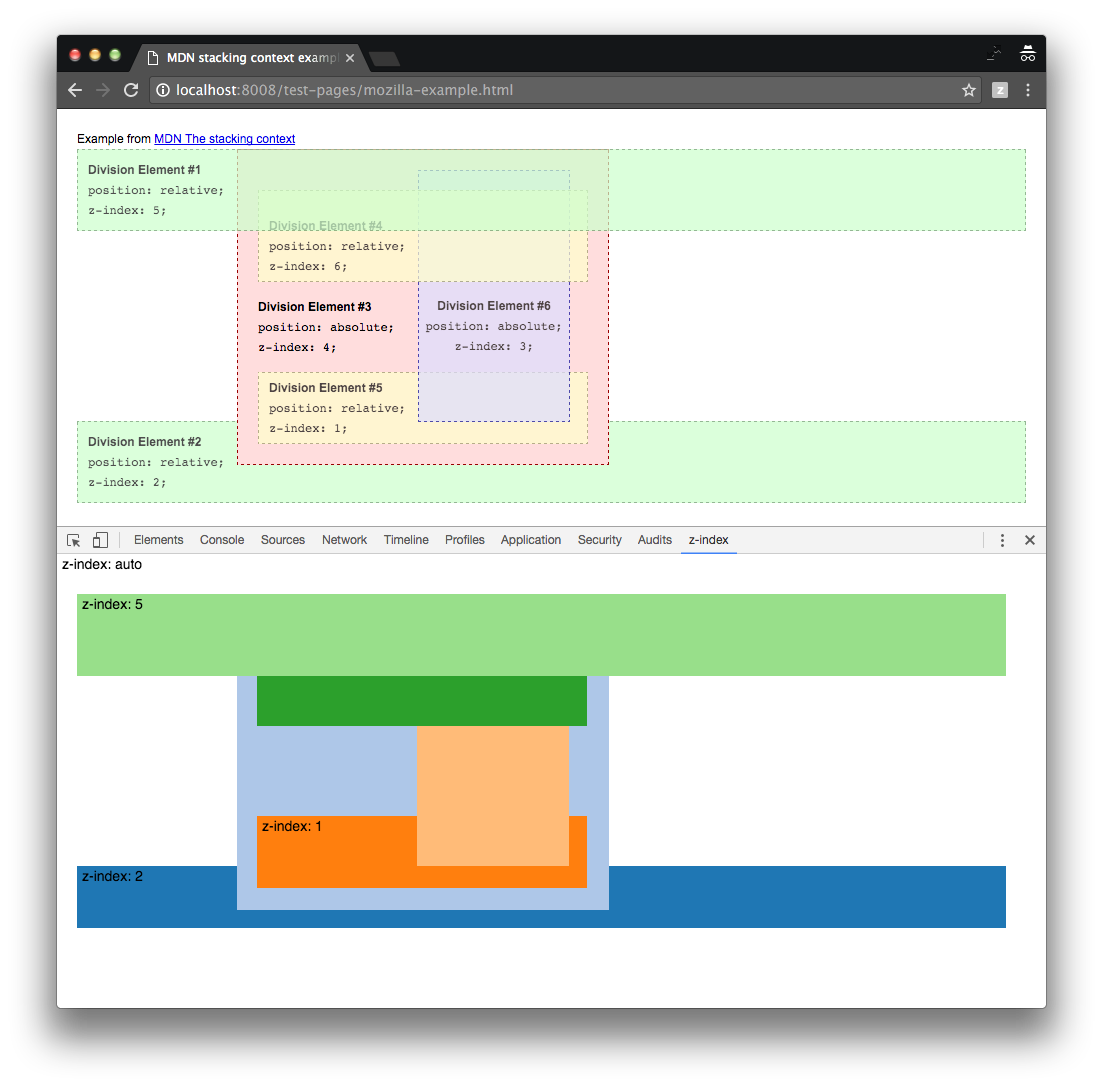 MDN stacking context examp
localhost:8008/test-pages/mozilla-example.html
z
Example from MDN The stacking context
Division Element #1
position: relative;
z-index: 5;
Division Element #4
position: relative;
z-index: 6;
Division Element #3
position: absolute;
z-index: 4;
Division Element #6
position: absolute;
z-index: 3;
Division Element #5
position: relative;
z-index: 1;
Division Element #2
position: relative;
z-index: 2;
Elements Console Sources Network Timeline Profiles Application Security Audits z-index
z-index: auto
z-index: 5
z-index: 1
z-index: 2